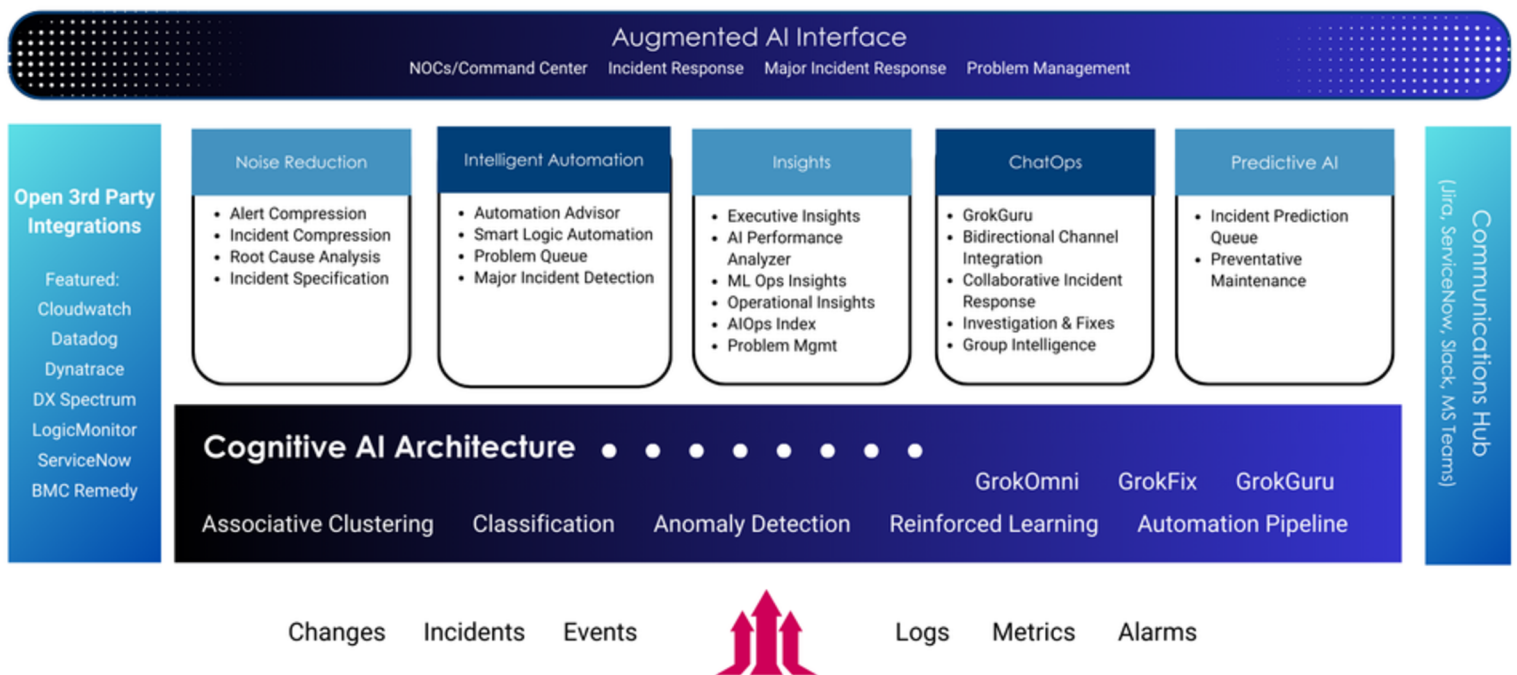 Augmented AI Interface
NOCs/Command Center Incident Response Major Incident Response Problem Management
Open 3rd Party
Integrations
Featured:
Cloudwatch
Datadog
Dynatrace
DX Spectrum
LogicMonitor
ServiceNow
BMC Remedy
Noise Reduction
• Alert Compression
• Incident Compression
• Root Cause Analysis
• Incident Specification
Intelligent Automation
• Automation Advisor
• Smart Logic Automation
• Problem Queue
• Major Incident Detection
Insights
• Executive Insights
• AI Performance
Analyzer
• ML Ops Insights
• Operational Insights
• AIOps Index
• Problem Mgmt
ChatOps
• GrokGuru
• Bidirectional Channel
Integration
• Collaborative Incident
Response
• Investigation & Fixes
• Group Intelligence
Predictive AI
• Incident Prediction
Queue
• Preventative
Maintenance
Communications Hub
(Jira, ServiceNow, Slack, MS Teams)
Cognitive AI Architecture
GrokOmni GrokFix GrokGuru
Associative Clustering Classification Anomaly Detection Reinforced Learning Automation Pipeline
Changes Incidents Events Logs Metrics Alarms